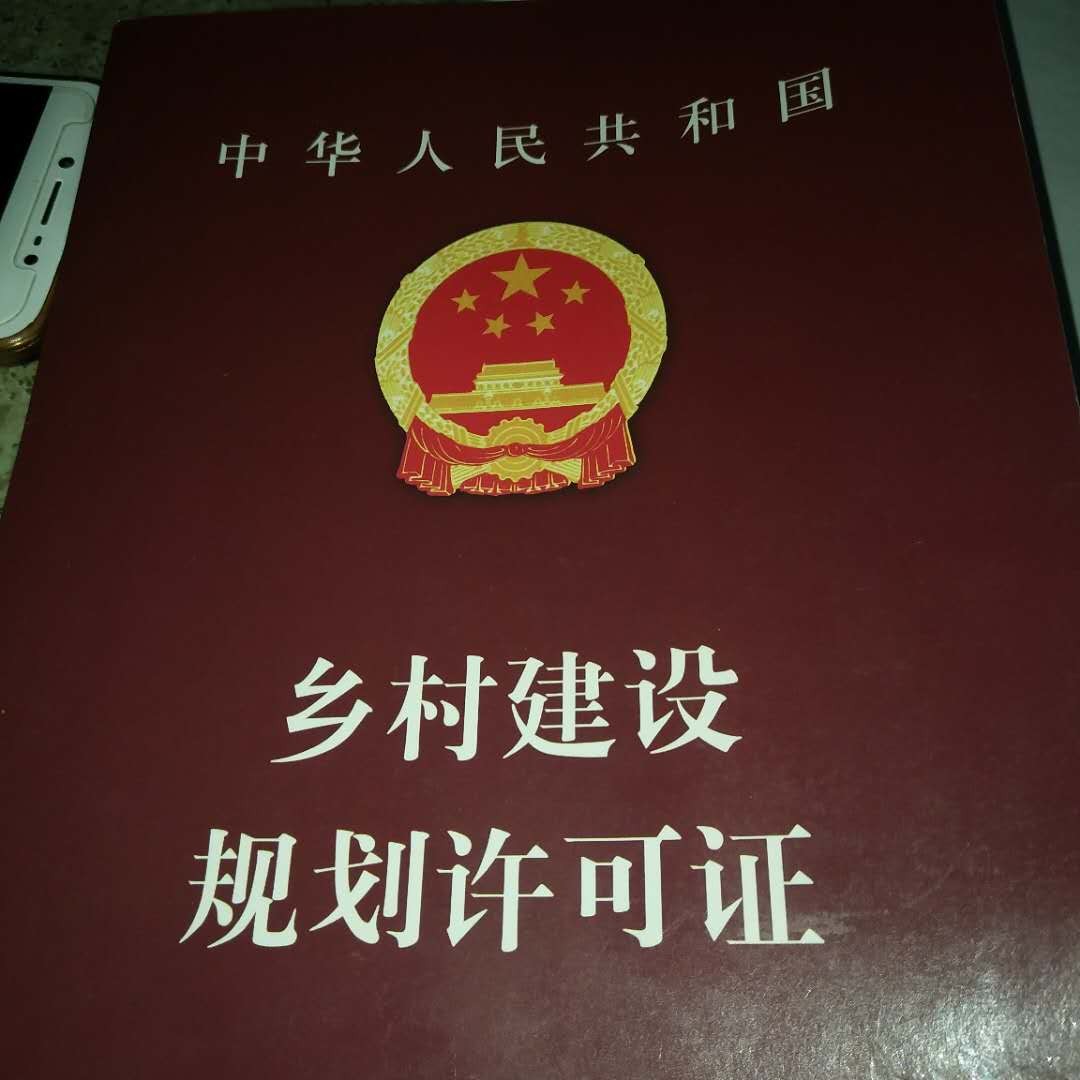 中华人民共和国
乡村建设
规划许可证